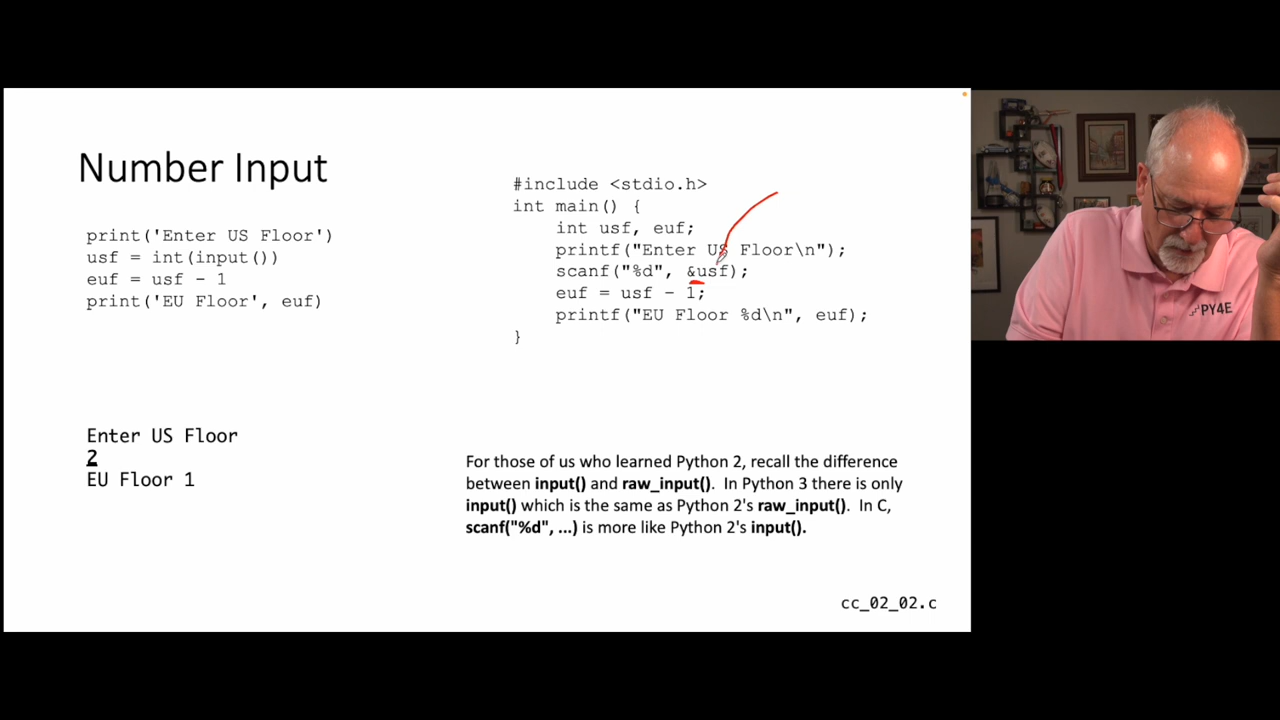 Number Input
print('Enter US Floor')
usf = int(input())
euf = usf - 1
print('EU Floor', euf)
#include <stdio.h>
int main() {
    int usf, euf;
    printf("Enter US Floor\n");
    scanf("%d", &usf);
    euf = usf - 1;
    printf("EU Floor %d\n", euf);
}
Enter US Floor
2
EU Floor 1
For those of us who learned Python 2, recall the difference
between input() and raw_input().  In Python 3 there is only
input() which is the same as Python 2's raw_input().  In C,
scanf("%d", ...) is more like Python 2's input().
cc_02_02.c
PY4E